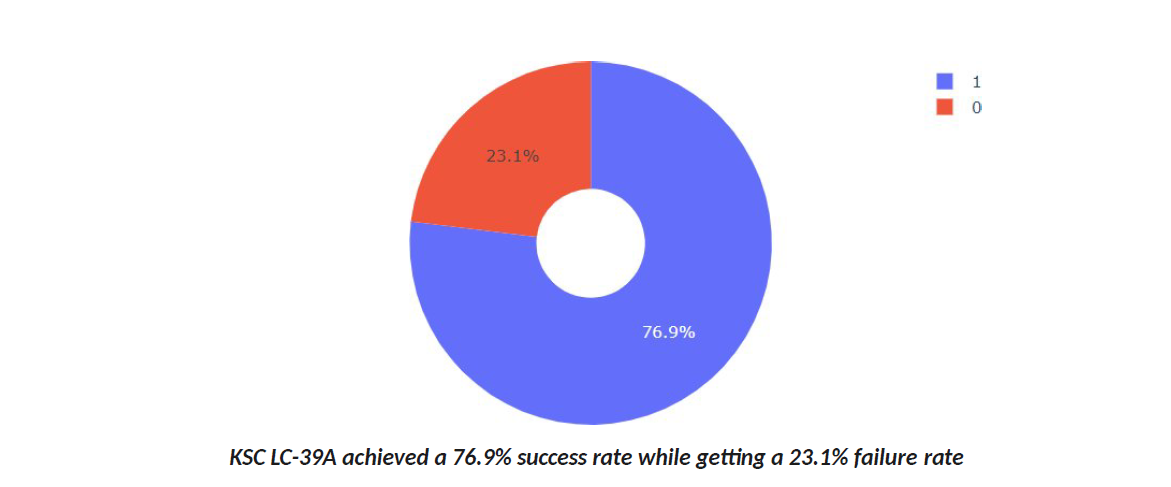 1
0
23.1%
76.9%
KSC LC-39A achieved a 76.9% success rate while getting a 23.1% failure rate